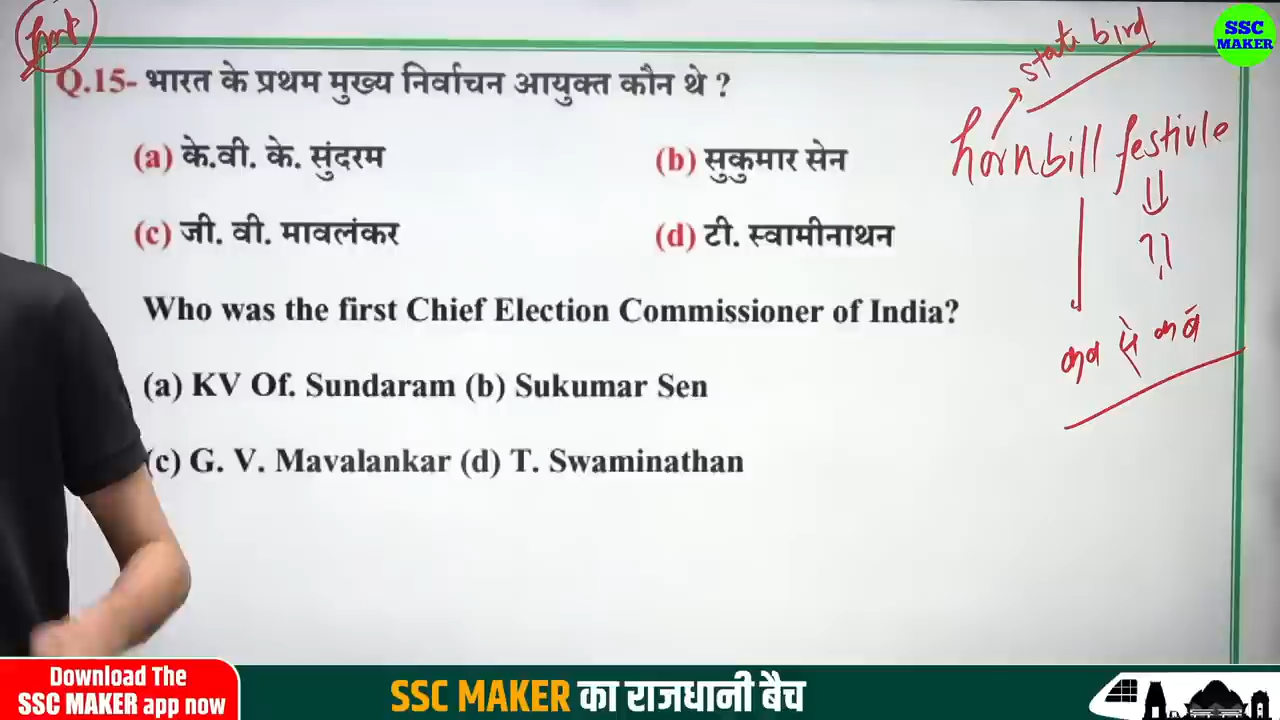 SSC
MAKER
state bird
Q.15- भारत के प्रथम मुख्य निर्वाचन आयुक्त कौन थे ?
hornbill festivle
(a) के.वी. के. सुंदरम (b) सुकुमार सेन
(c) जी. वी. मावलंकर (d) टी. स्वामीनाथन
??
Who was the first Chief Election Commissioner of India?
कब से कब
(a) KV Of. Sundaram (b) Sukumar Sen
(c) G. V. Mavalankar (d) T. Swaminathan
Download The
SSC MAKER app now
SSC MAKER का राजधानी बैच